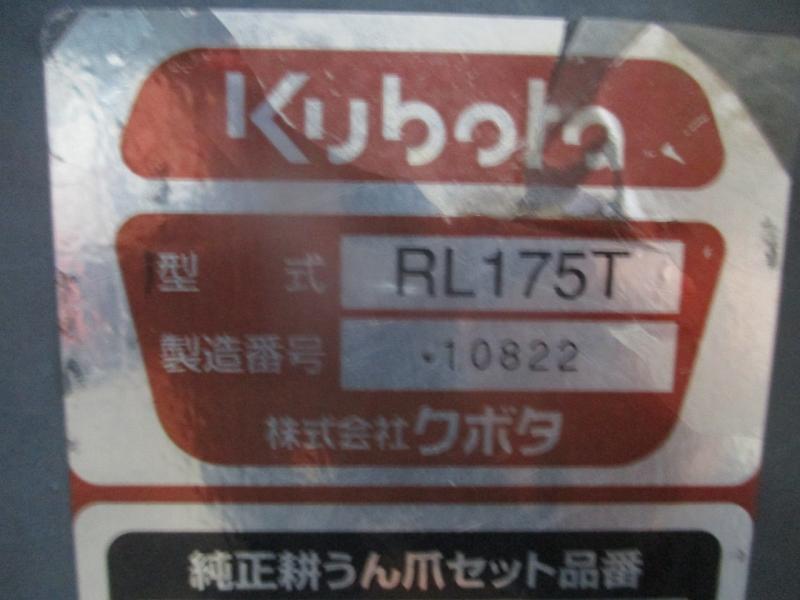 Kubota
型式 RL175T
製造番号 ・10822
株式会社クボタ
純正耕うん爪セット品番